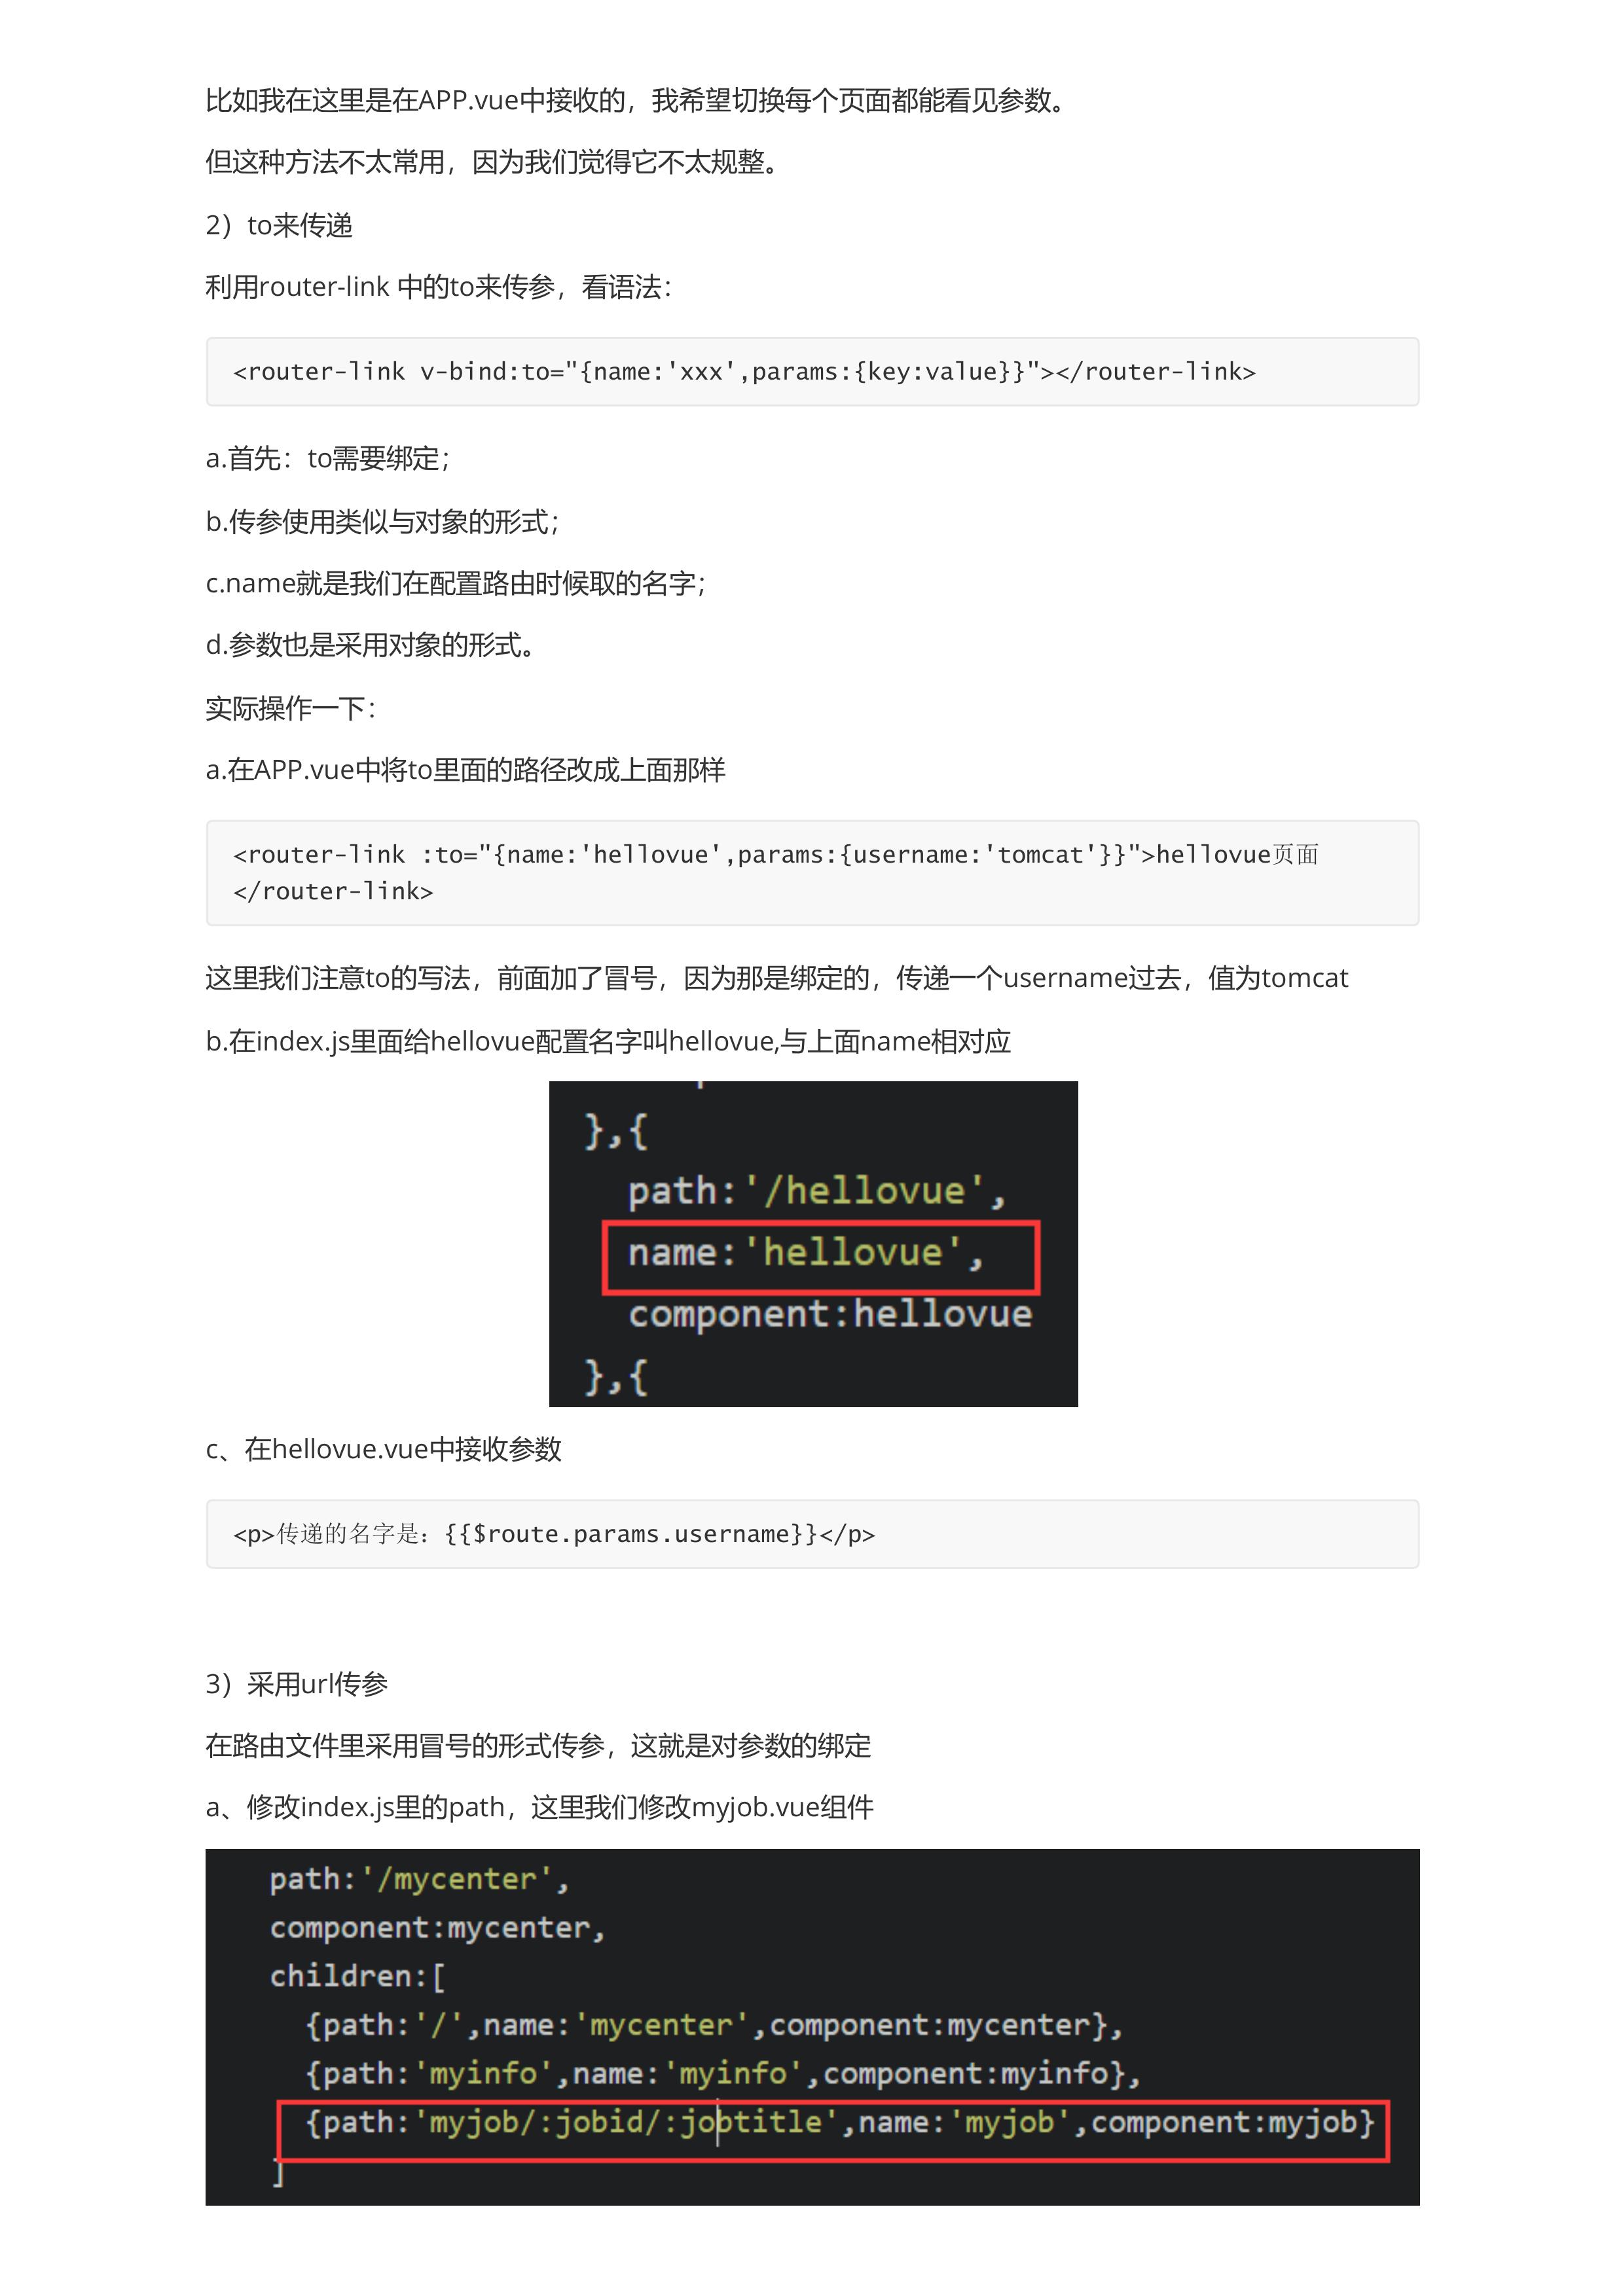 比如我在这里是在APP.vue中接收的，我希望切换每个页面都能看见参数。
但这种方法不太常用，因为我们觉得它不太规整。
2）to来传递
利用router-link 中的to来传参，看语法：
<router-link v-bind:to="{name:'xxx',params:{key:value}}"></router-link>
a.首先：to需要绑定；
b.传参使用类似与对象的形式；
c.name就是我们在配置路由时候取的名字；
d.参数也是采用对象的形式。
实际操作一下：
a.在APP.vue中将to里面的路径改成上面那样
<router-link :to="{name:'hellovue',params:{username:'tomcat'}}">hellovue页面
</router-link>
这里我们注意to的写法，前面加了冒号，因为那是绑定的，传递一个username过去，值为tomcat
b.在index.js里面给hellovue配置名字叫hellovue,与上面name相对应
},{
path:'/hellovue',
name:'hellovue',
component:hellovue
},{
c、在hellovue.vue中接收参数
<p>传递的名字是：{{$route.params.username}}</p>
3）采用url传参
在路由文件里采用冒号的形式传参，这就是对参数的绑定
a、修改index.js里的path，这里我们修改myjob.vue组件
path:'/mycenter',
component:mycenter,
children:[
{path:'/',name:'mycenter',component:mycenter},
{path:'myinfo',name:'myinfo',component:myinfo},
{path:'myjob/:jobid/:jobtitle',name:'myjob',component:myjob}
]